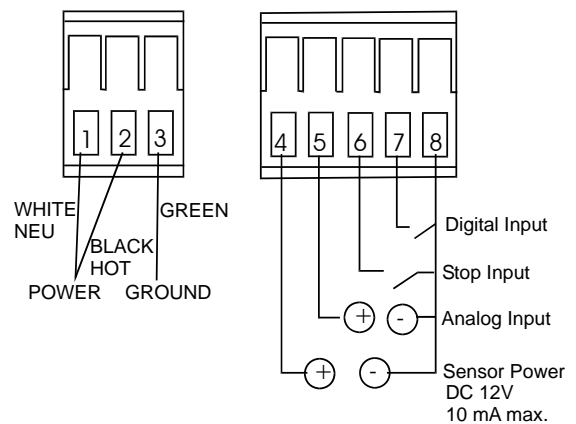 1 2 3
4 5 6 7 8
WHITE
NEU
GREEN
BLACK
HOT
POWER GROUND
Digital Input
Stop Input
+ - Analog Input
+ - Sensor Power
DC 12V
10 mA max.